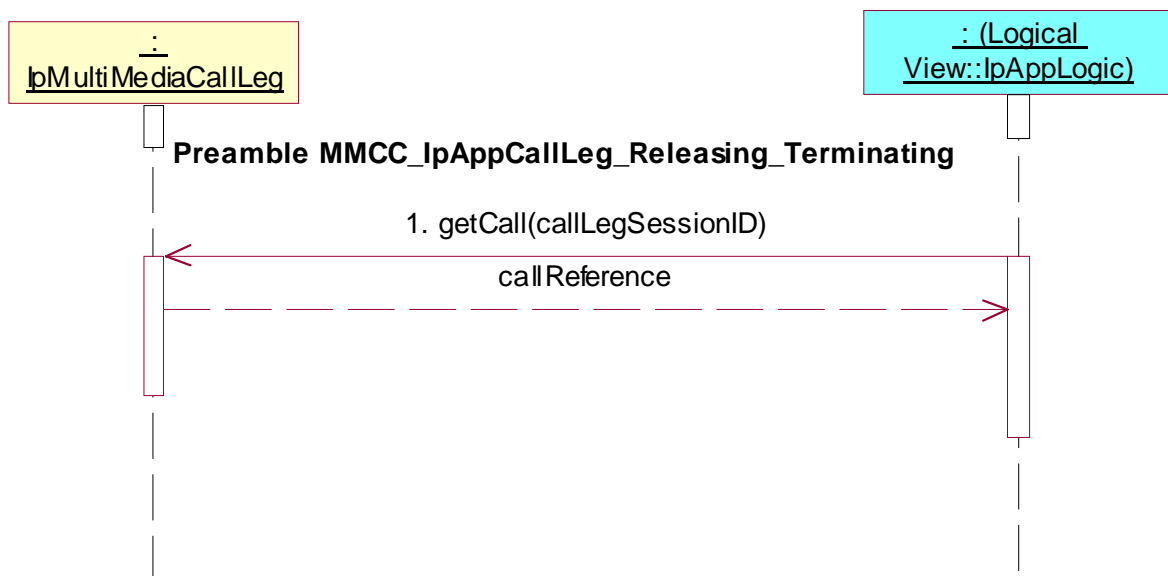 :
IpMultiMediaCallLeg
: (Logical
View::IpAppLogic)
Preamble MMCC_IpAppCallLeg_Releasing_Terminating
1. getCall(callLegSessionID)
callReference